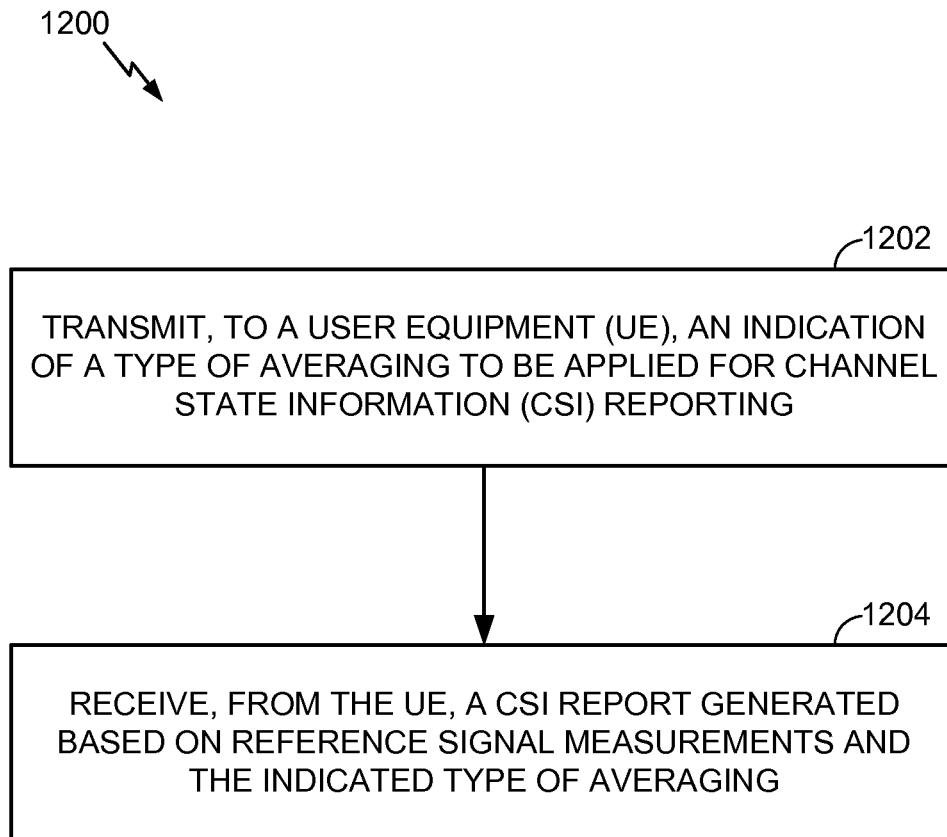 1200
1202
TRANSMIT, TO A USER EQUIPMENT (UE), AN INDICATION
OF A TYPE OF AVERAGING TO BE APPLIED FOR CHANNEL
STATE INFORMATION (CSI) REPORTING
1204
RECEIVE, FROM THE UE, A CSI REPORT GENERATED
BASED ON REFERENCE SIGNAL MEASUREMENTS AND
THE INDICATED TYPE OF AVERAGING